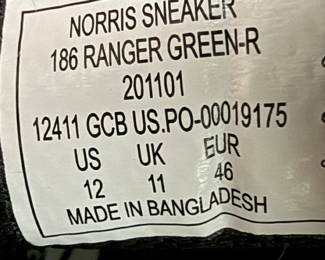 NORRIS SNEAKER
186 RANGER GREEN-R
201101
12411 GCB US.PO-00019175
US UK EUR
12 11 46
MADE IN BANGLADESH